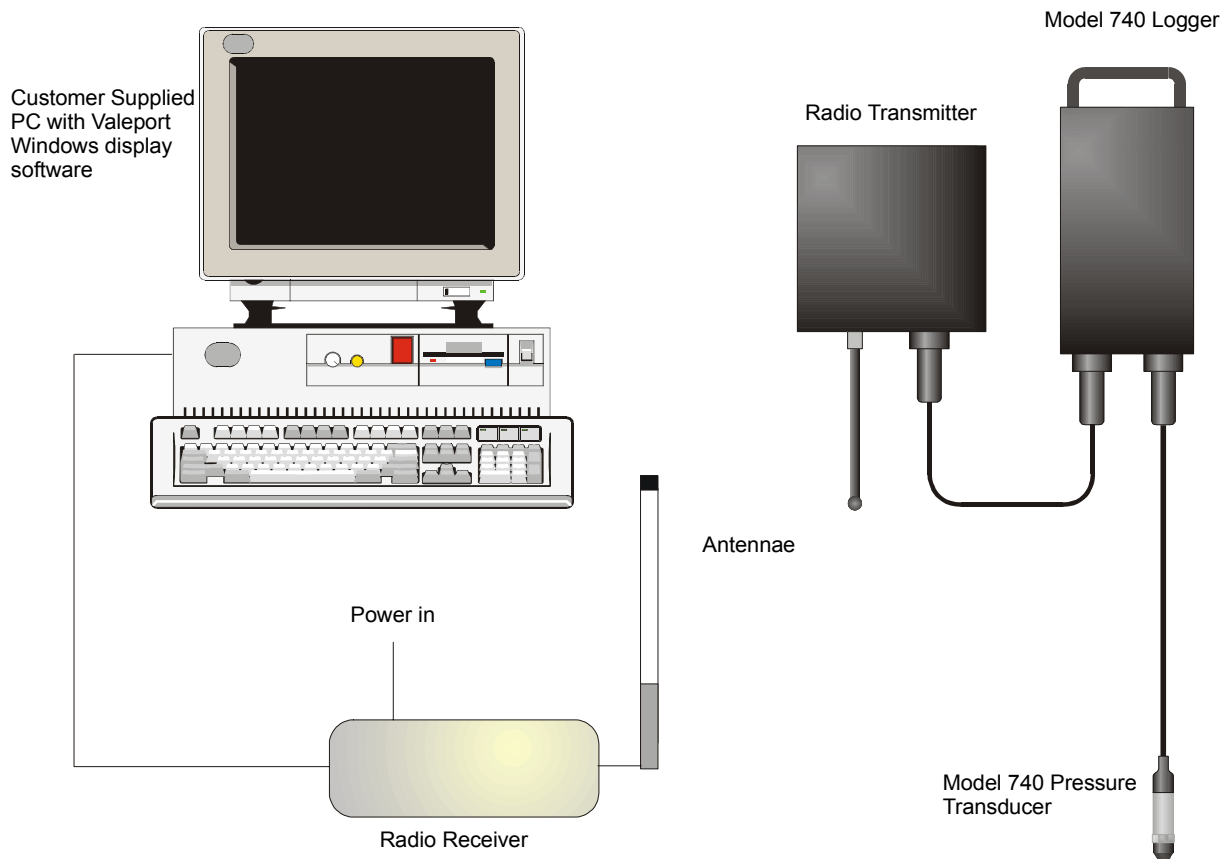 Model 740 Logger
Customer Supplied
PC with Valeport
Windows display
software
Radio Transmitter
Antennae
Power in
Model 740 Pressure
Transducer
Radio Receiver